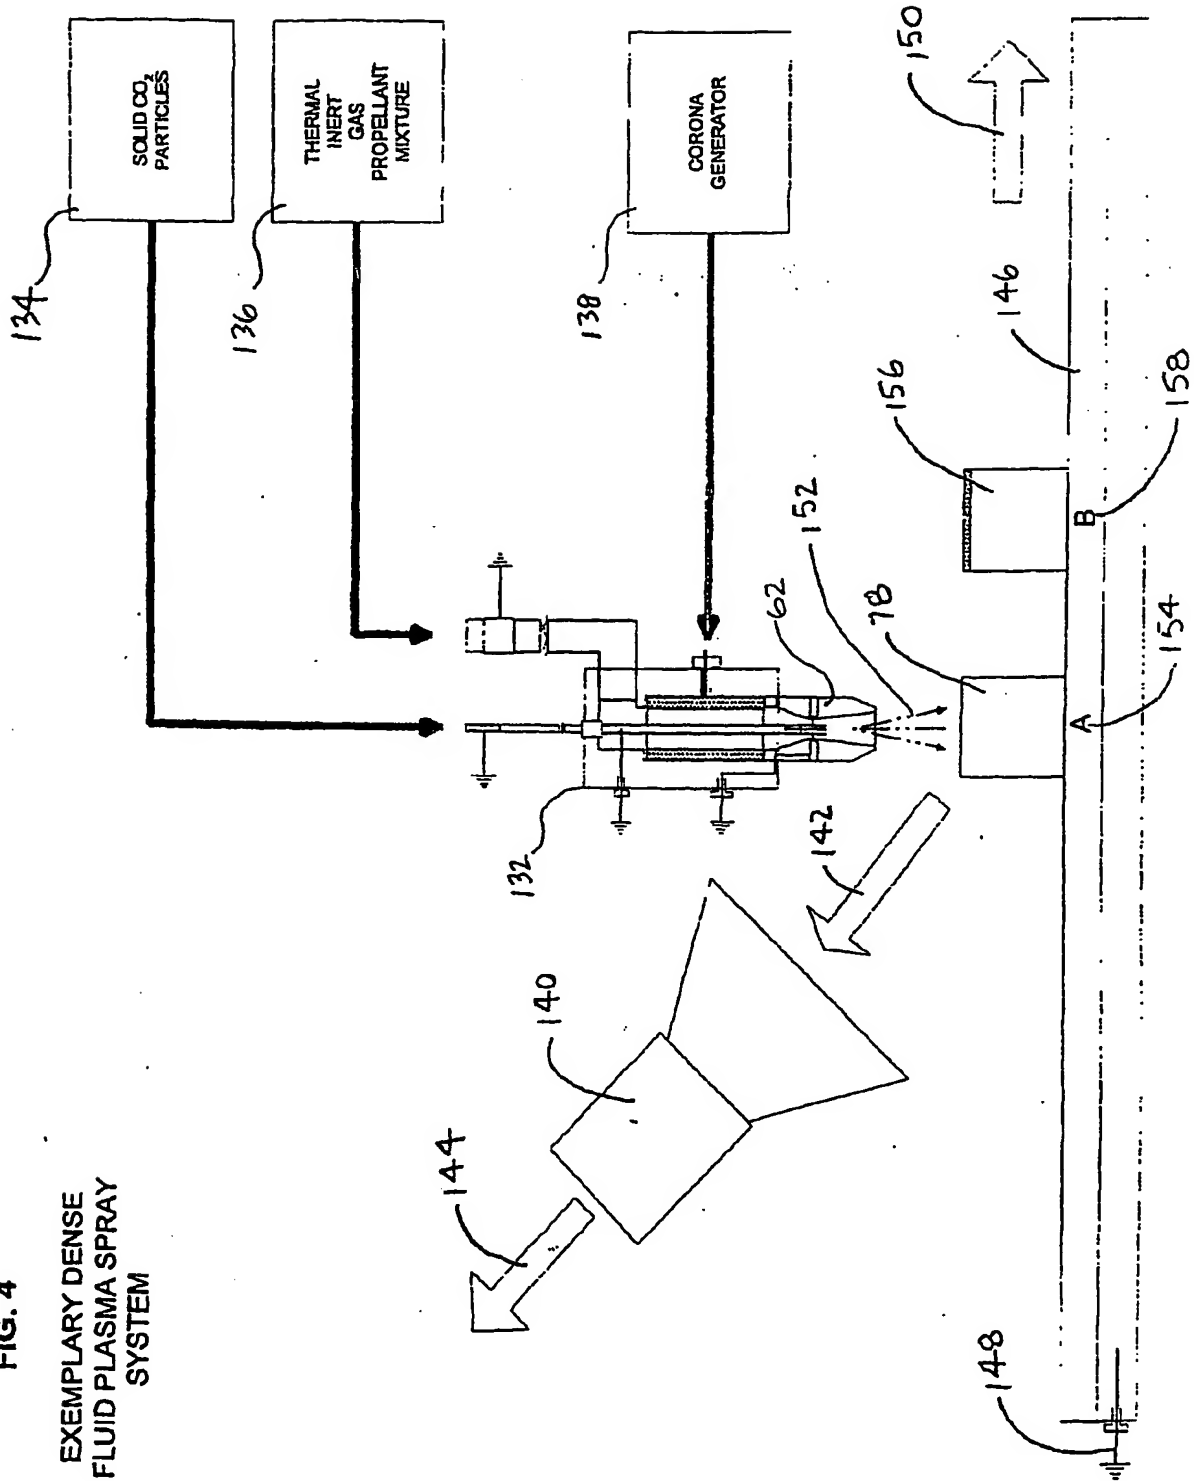 FIG. 4
EXEMPLARY DENSE
FLUID PLASMA SPRAY
SYSTEM
134
SOLID CO₂
PARTICLES
136
THERMAL
INERT
GAS
PROPELLANT
MIXTURE
138
CORONA
GENERATOR
132
62
152
78
156
146
150
142
140
144
A
154
B
158
148